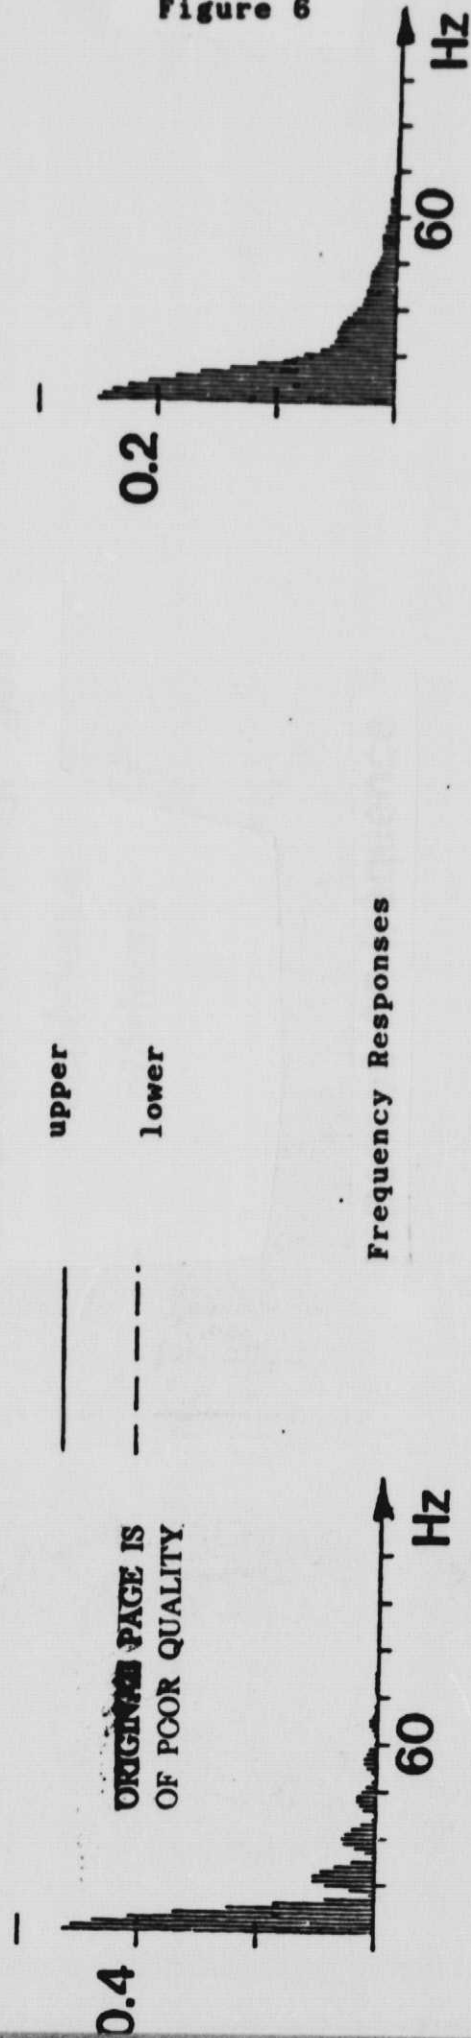 Figure 6
0.4
60
Hz
ORIGINAL PAGE IS
OF POOR QUALITY
upper
lower
Frequency Responses
0.2
60
Hz